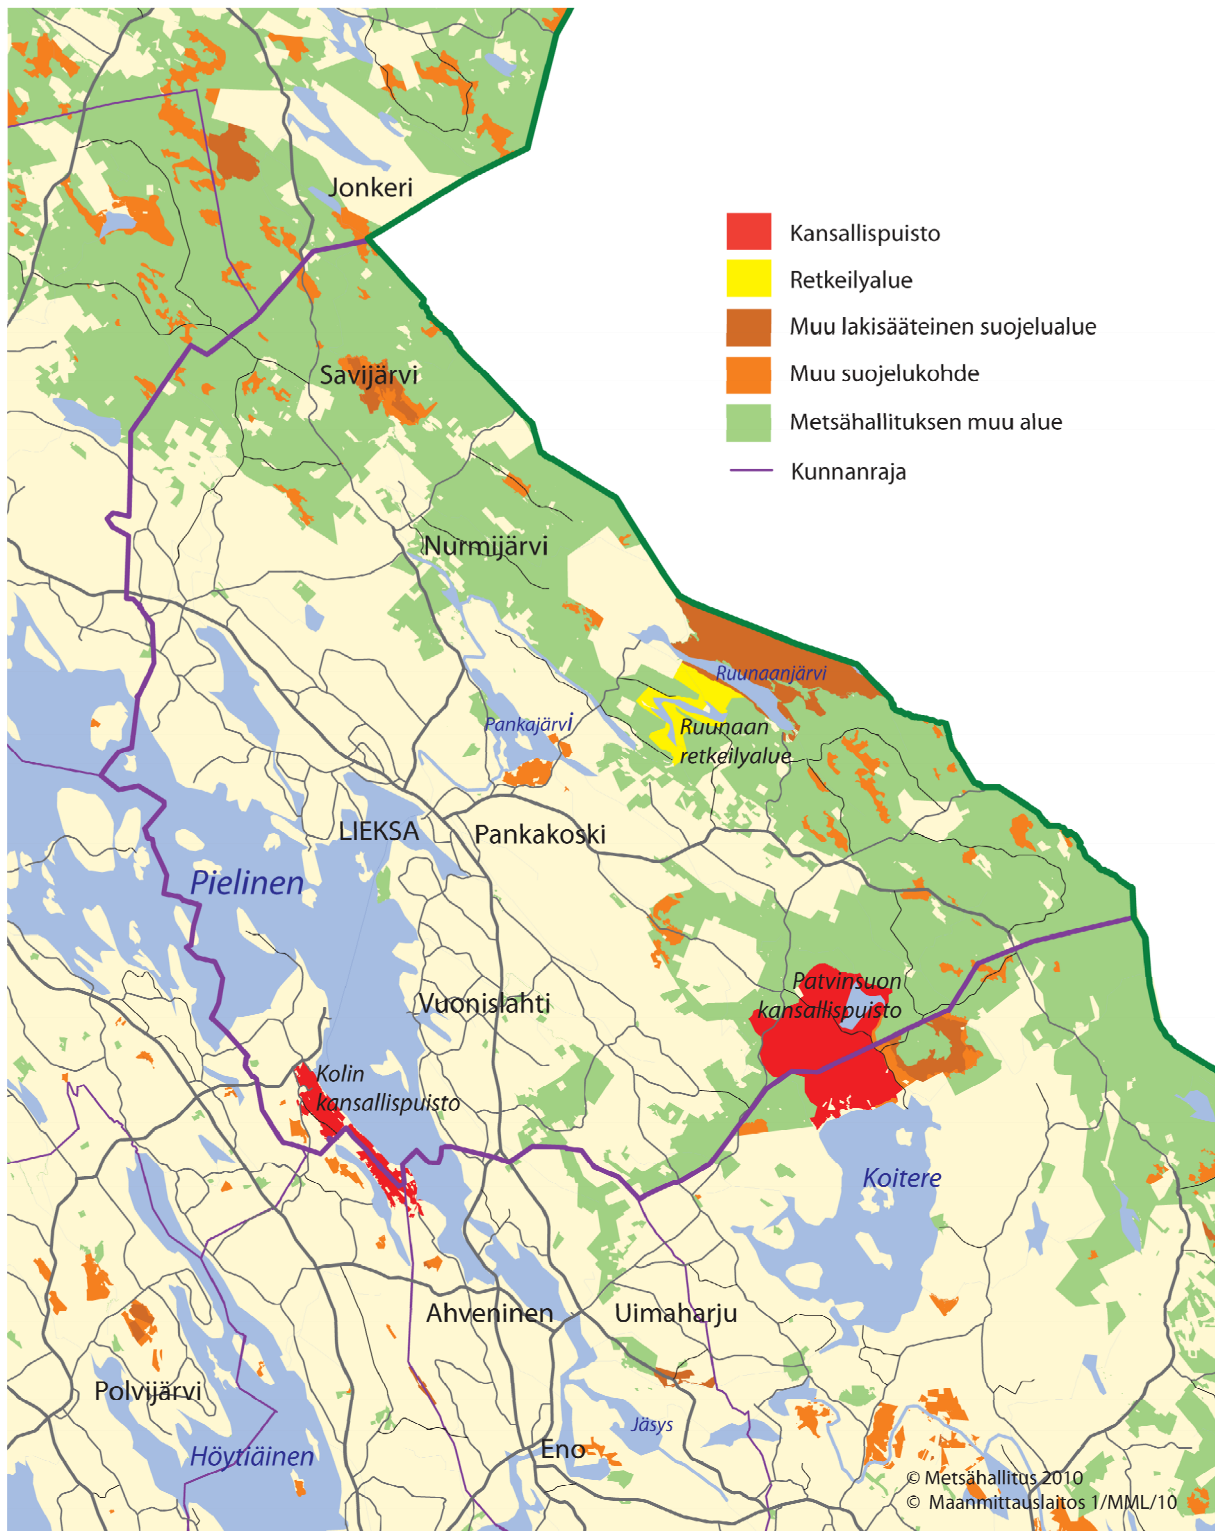 Jonkeri
Kansallispuisto
Retkeilyalue
Muu lakisääteinen suojelualue
Muu suojelukohde
Metsähallituksen muu alue
Kunnanraja
Savijärvi
Nurmijärvi
Ruunaanjärvi
Pankajärvi
Ruunaan
retkeilyalue
LIEKSA
Pankakoski
Pielinen
Patvinsuon
kansallispuisto
Vuonislahti
Kolin
kansallispuisto
Koitere
Ahveninen
Uimaharju
Polvijärvi
Jäsys
Höytiäinen
Eno
© Metsähallitus 2010
© Maanmittauslaitos 1/MML/10